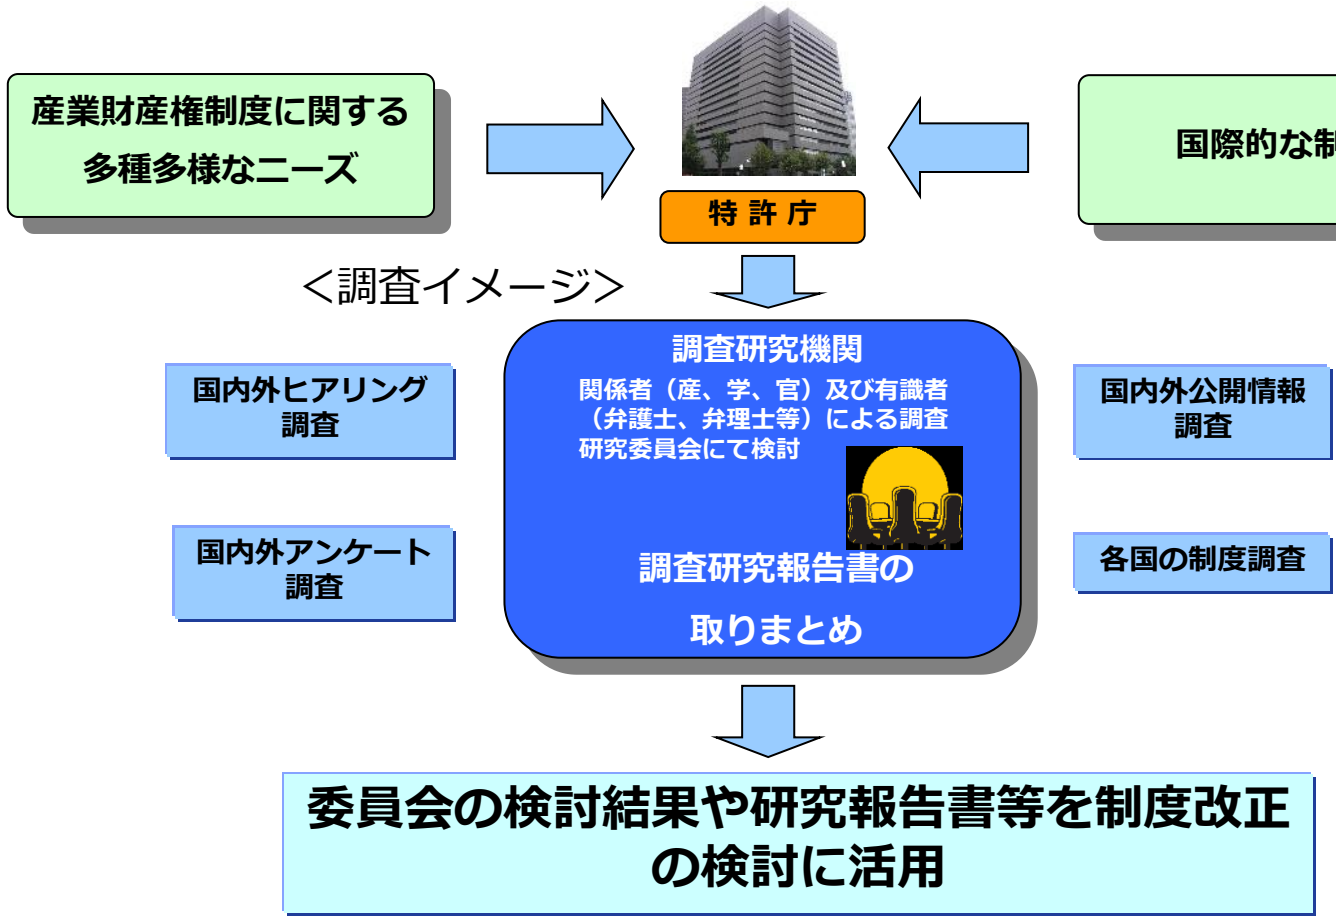 産業財産権制度に関する
多種多様なニーズ
国際的な制
特許庁
＜調査イメージ＞
調査研究機関
関係者（産、学、官）及び有識者
（弁護士、弁理士等）による調査
研究委員会にて検討
調査研究報告書の
取りまとめ
国内外ヒアリング
調査
国内外アンケート
調査
国内外公開情報
調査
各国の制度調査
委員会の検討結果や研究報告書等を制度改正
の検討に活用